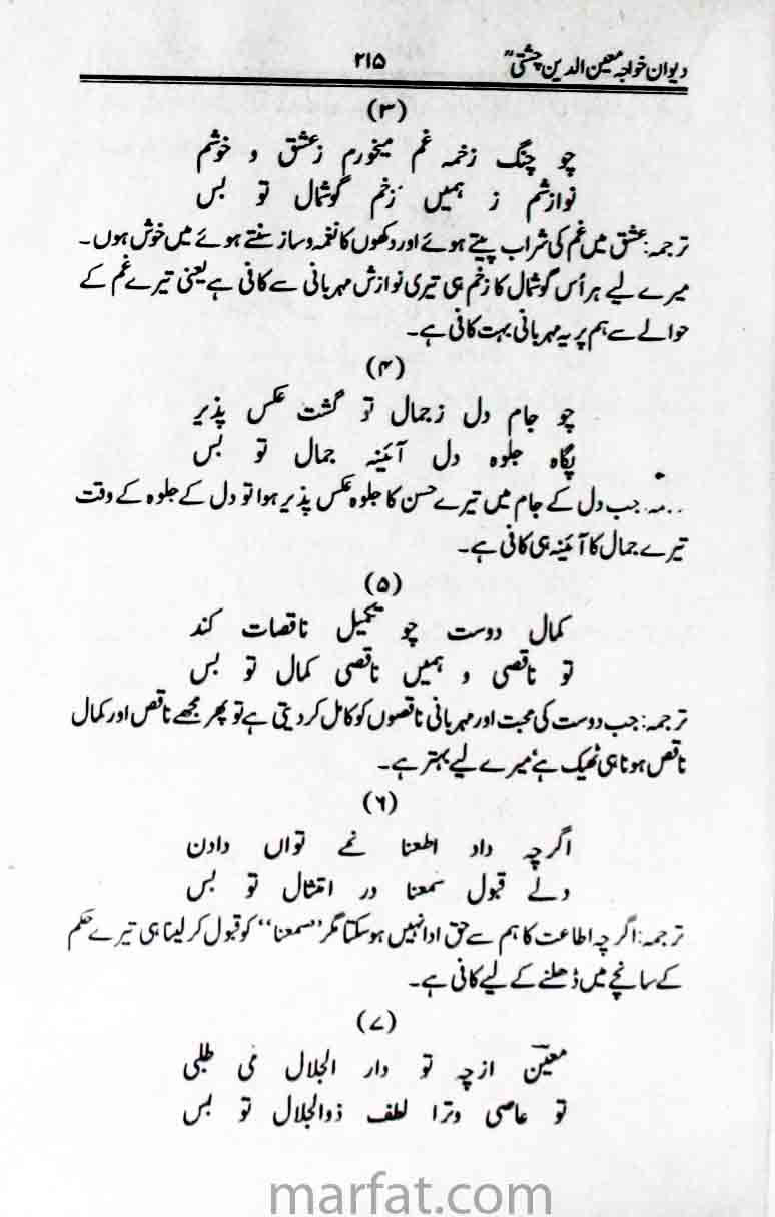 دیوان خواجہ معین الدین چشتیؒ ۲۱۵
(۳)
چو چنگ زخمہ غم میخورم زعشق و خوشم
نوازشم ز ہمیں زخم گوشمال تو بس
ترجمہ:عشق میں غم کی شراب پیتے ہوئے اور دکھوں کا نغمہ و ساز سنتے ہوئے میں خوش ہوں۔
میرے لیے ہر اُس گوشمال کا زخم ہی تیری نوازش مہربانی سے کافی ہے یعنی تیرے غم کے
حوالے سے ہم پر یہ مہربانی بہت کافی ہے۔
(۴)
چو جام دل زجمال تو گشت عکس پذیر
پگاہ جلوہ دل آئینہ جمال تو بس
جب دل کے جام میں تیرے حسن کا جلوہ عکس پذیر ہوا تو دل کے جلوہ کے وقت
تیرے جمال کا آئینہ ہی کافی ہے۔
(۵)
کمال دوست چو تکمیل ناقصات کند
تو ناقصی و ہمیں ناقصی کمال تو بس
ترجمہ:جب دوست کی محبت اور مہربانی ناقصوں کو کامل کر دیتی ہے تو پھر مجھے ناقص اور کمال
ناقص ہونا ہی ٹھیک ہے' میرے لیے بہتر ہے۔
(۶)
اگرچہ داد اطعنا نمے تواں دادن
ولے قبول سمعنا در امتثال تو بس
ترجمہ:اگرچہ اطاعت کا ہم سے حق ادا نہیں ہو سکتا مگر ''سمعنا'' کو قبول کر لینا ہی تیرے حکم
کے سانچے میں ڈھلنے کے لیے کافی ہے۔
(۷)
معینؔ ازچہ تو دار الجلال می طلبی
تو عاصی وترا لطف ذوالجلال تو بس
marfat.com